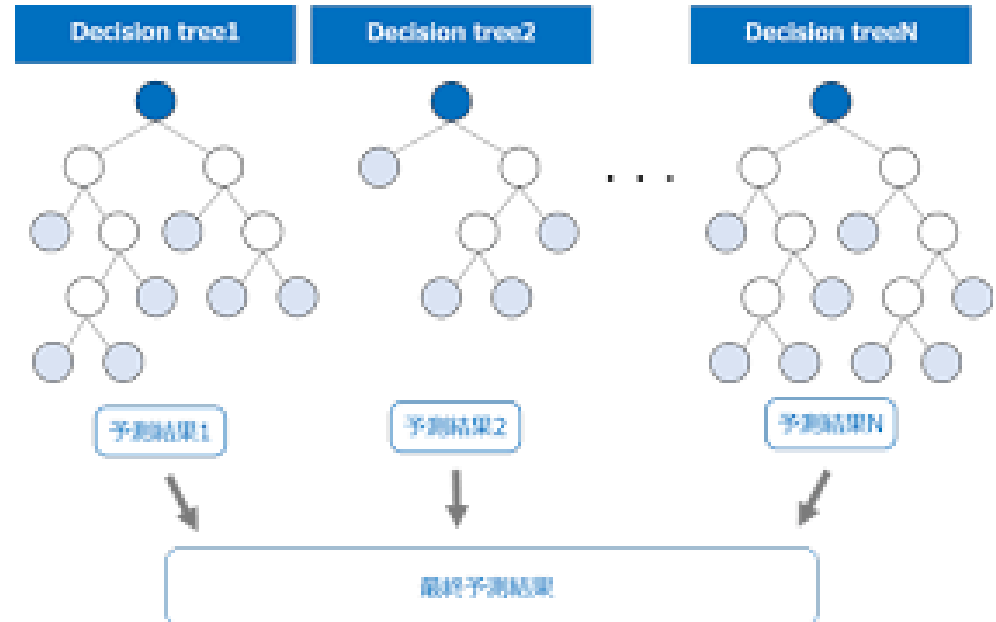 Decision tree1
Decision tree2
Decision treeN
. . .
予測結果1
予測結果2
予測結果N
最終予測結果